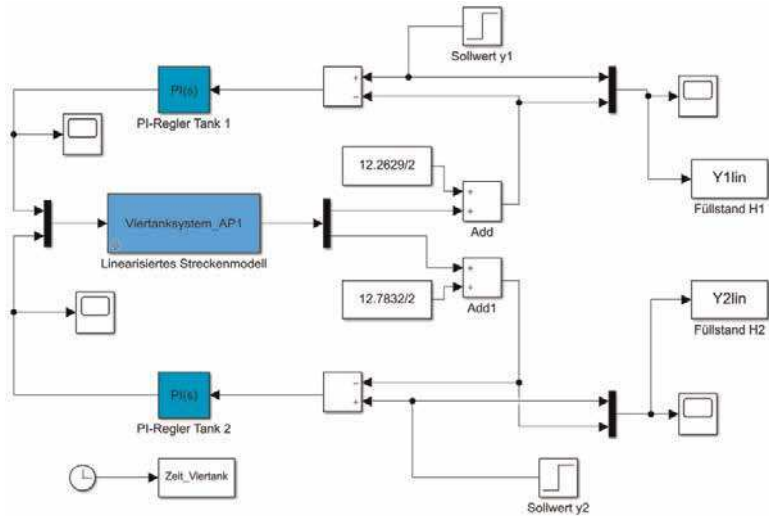 Sollwert y1
PI(s)
+
−
PI-Regler Tank 1
12.2629/2
Y1lin
Füllstand H1
+
+
Add
Viertanksystem_AP1
Linearisiertes Streckenmodell
+
+
Add1
12.7832/2
Y2lin
Füllstand H2
PI(s)
−
+
PI-Regler Tank 2
Zeit_Viertank
Sollwert y2